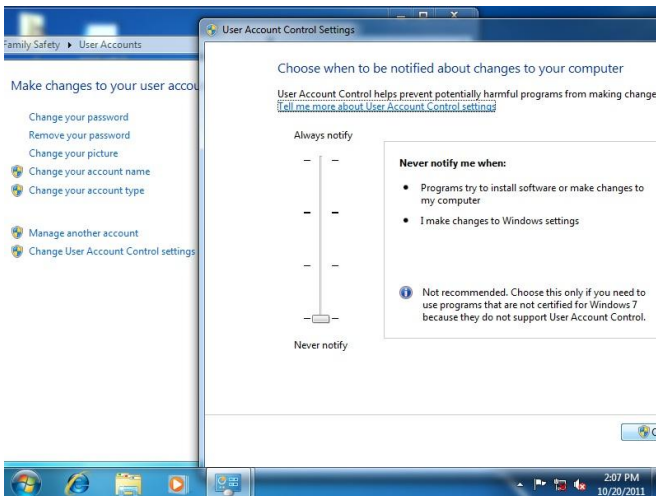 Family Safety ▸ User Accounts
Make changes to your user accou
Change your password
Remove your password
Change your picture
Change your account name
Change your account type
Manage another account
Change User Account Control settings
User Account Control Settings
Choose when to be notified about changes to your computer
User Account Control helps prevent potentially harmful programs from making change
Tell me more about User Account Control settings
Always notify
Never notify
Never notify me when:
• Programs try to install software or make changes to
my computer
• I make changes to Windows settings
Not recommended. Choose this only if you need to
use programs that are not certified for Windows 7
because they do not support User Account Control.
2:07 PM
10/20/2011